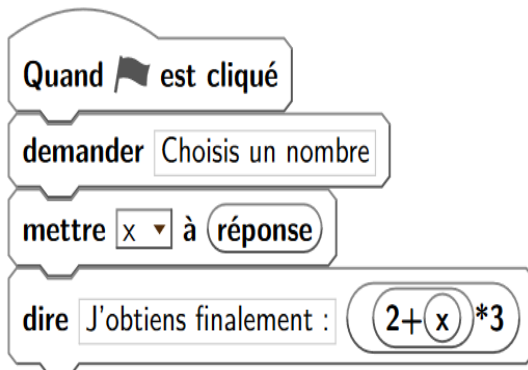 Quand est cliqué
demander Choisis un nombre
mettre x à réponse
dire J'obtiens finalement : 2+x*3